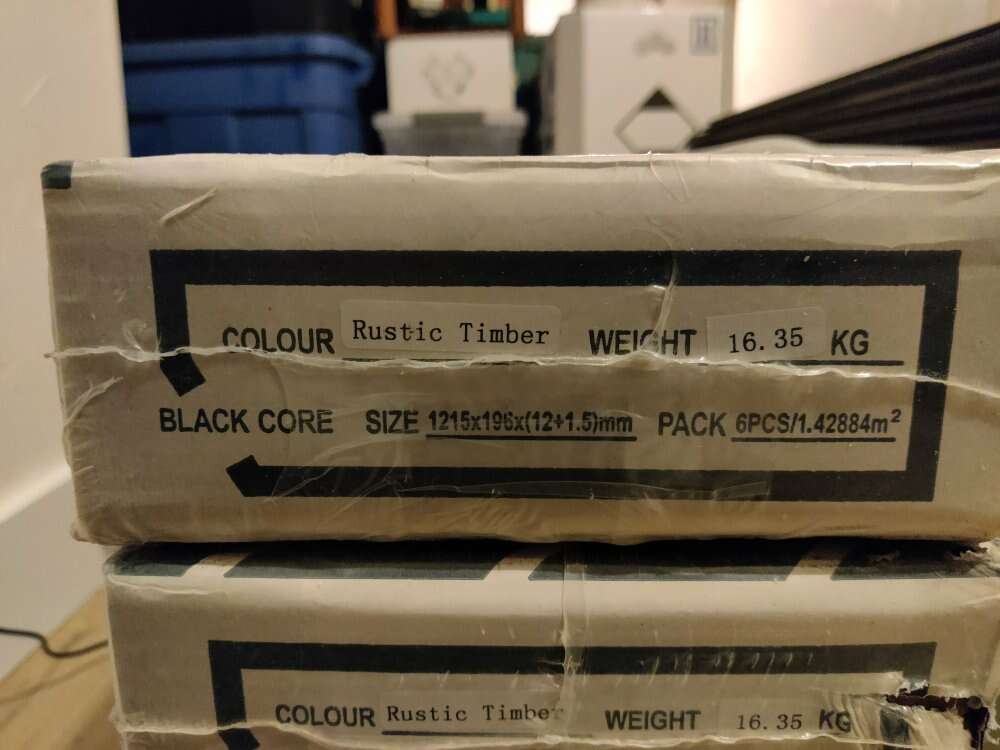 COLOUR Rustic Timber WEIGHT 16.35 KG
BLACK CORE SIZE 1215x196x(12+1.5)mm PACK 6PCS/1.42884m²
COLOUR Rustic Timber WEIGHT 16.35 KG